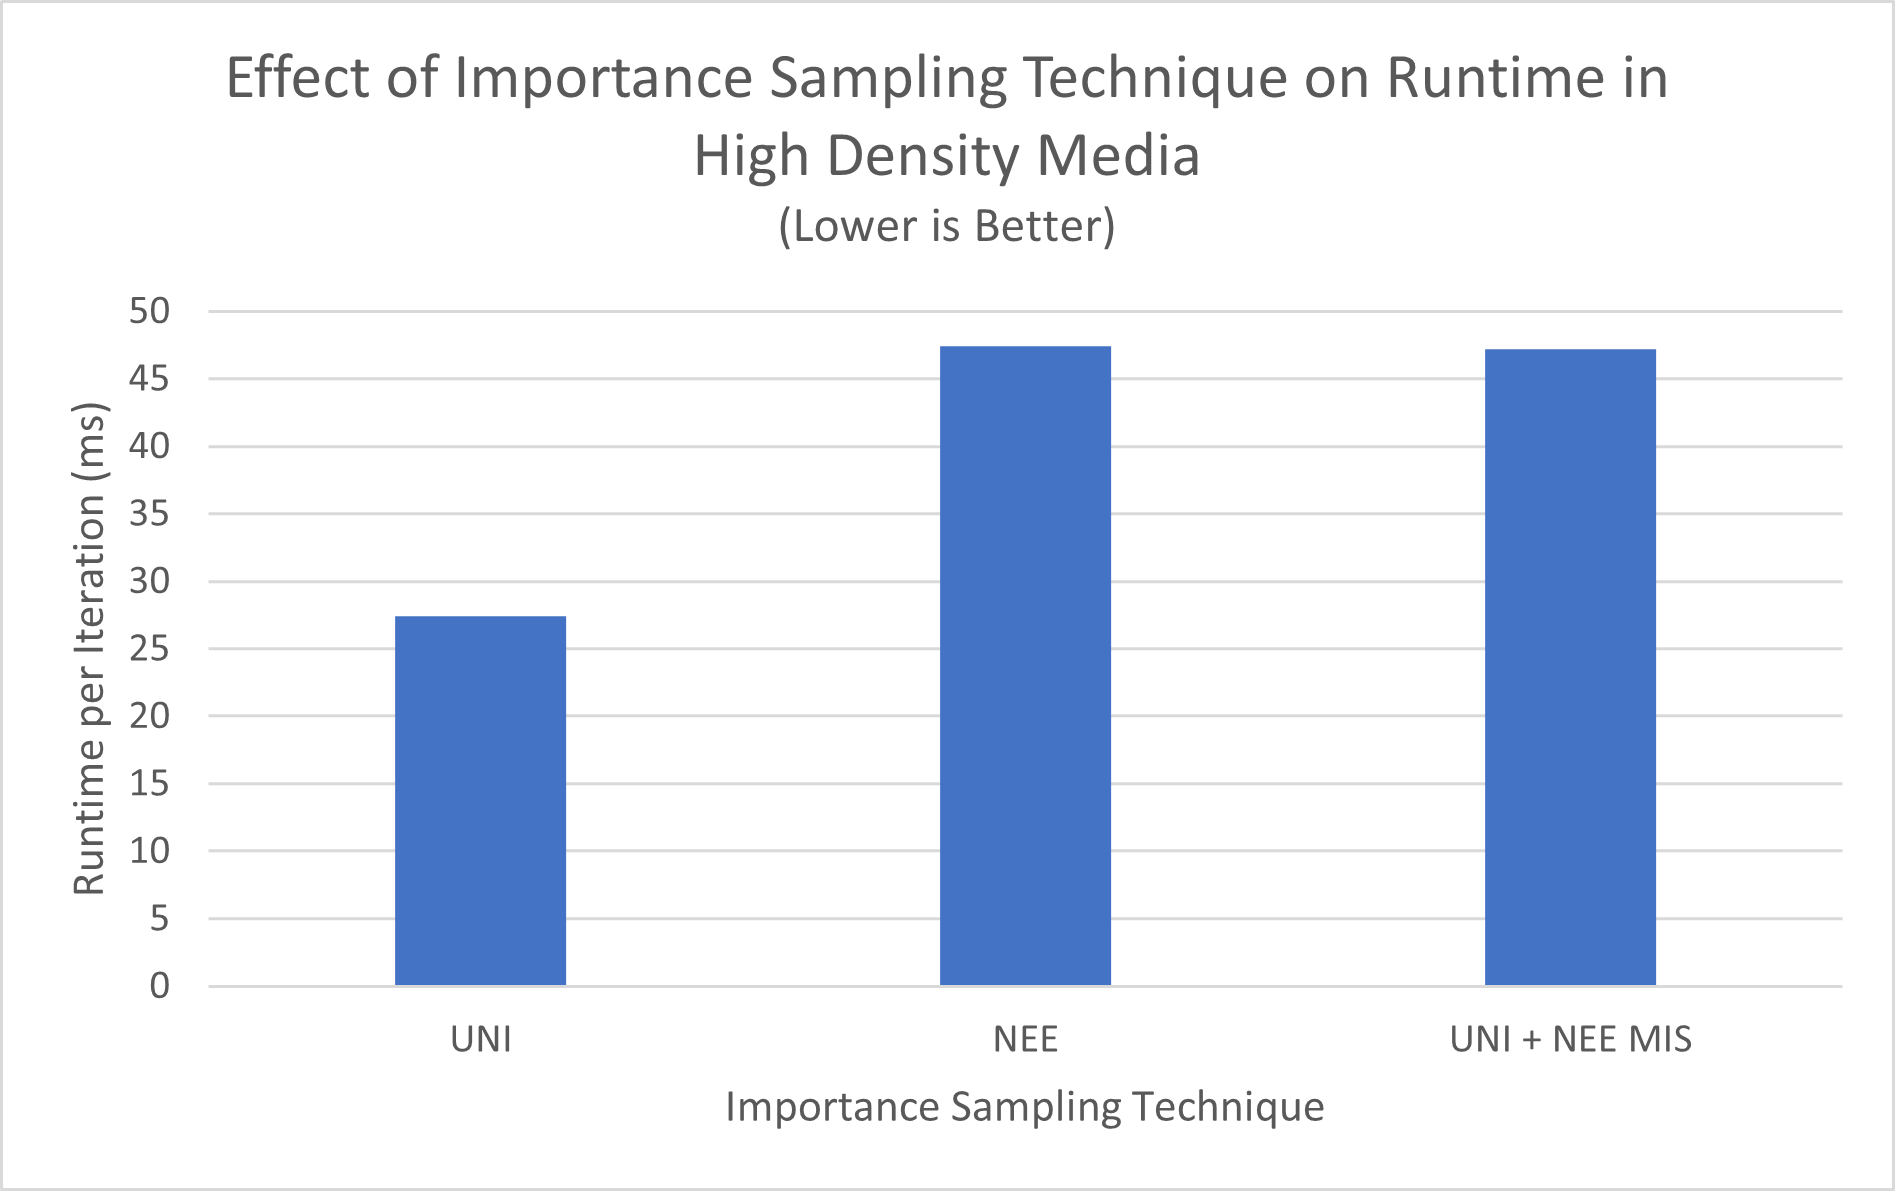 Effect of Importance Sampling Technique on Runtime in
High Density Media
(Lower is Better)
Runtime per Iteration (ms)
50
45
40
35
30
25
20
15
10
5
0
UNI
NEE
UNI + NEE MIS
Importance Sampling Technique